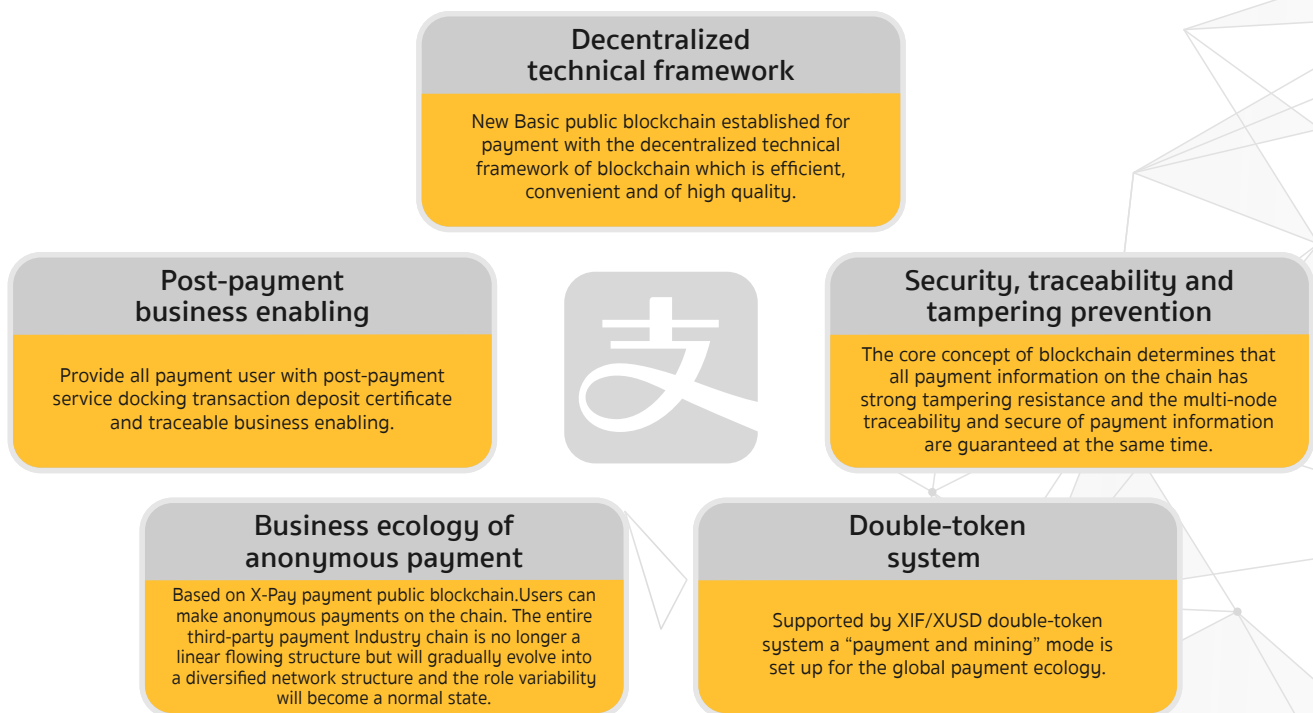 Decentralized
technical framework
New Basic public blockchain established for
payment with the decentralized technical
framework of blockchain which is efficient,
convenient and of high quality.
Post-payment
business enabling
Provide all payment user with post-payment
service docking transaction deposit certificate
and traceable business enabling.
支
Security, traceability and
tampering prevention
The core concept of blockchain determines that
all payment information on the chain has
strong tampering resistance and the multi-node
traceability and secure of payment information
are guaranteed at the same time.
Business ecology of
anonymous payment
Based on X-Pay payment public blockchain.Users can
make anonymous payments on the chain. The entire
third-party payment Industry chain is no longer a
linear flowing structure but will gradually evolve into
a diversified network structure and the role variability
will become a normal state.
Double-token
system
Supported by XIF/XUSD double-token
system a “payment and mining” mode is
set up for the global payment ecology.